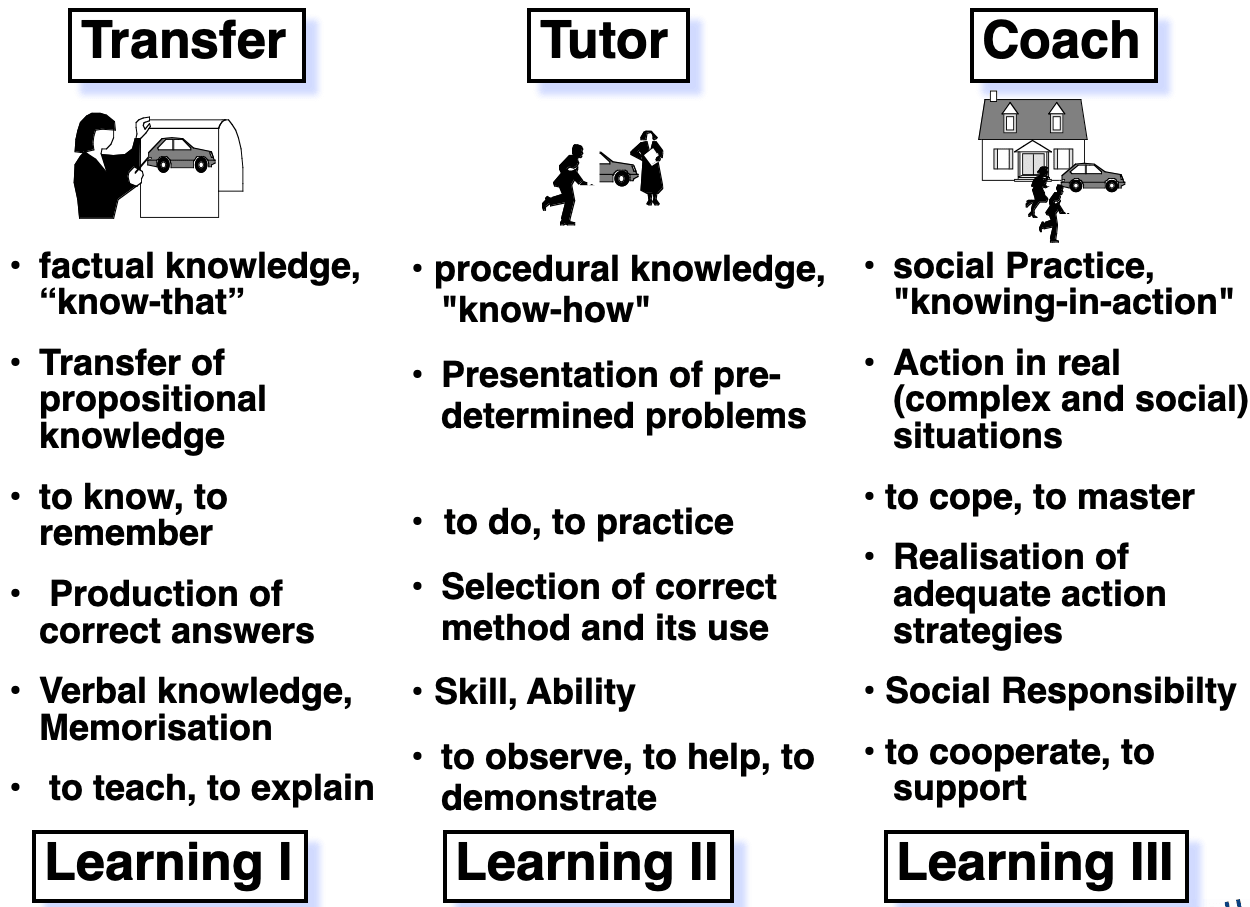 Transfer
• factual knowledge,
“know-that”
• Transfer of
propositional
knowledge
• to know, to
remember
• Production of
correct answers
• Verbal knowledge,
Memorisation
• to teach, to explain
Learning I
Tutor
• procedural knowledge,
"know-how"
• Presentation of pre-
determined problems
• to do, to practice
• Selection of correct
method and its use
• Skill, Ability
• to observe, to help, to
demonstrate
Learning II
Coach
• social Practice,
"knowing-in-action"
• Action in real
(complex and social)
situations
• to cope, to master
• Realisation of
adequate action
strategies
• Social Responsibilty
• to cooperate, to
support
Learning III